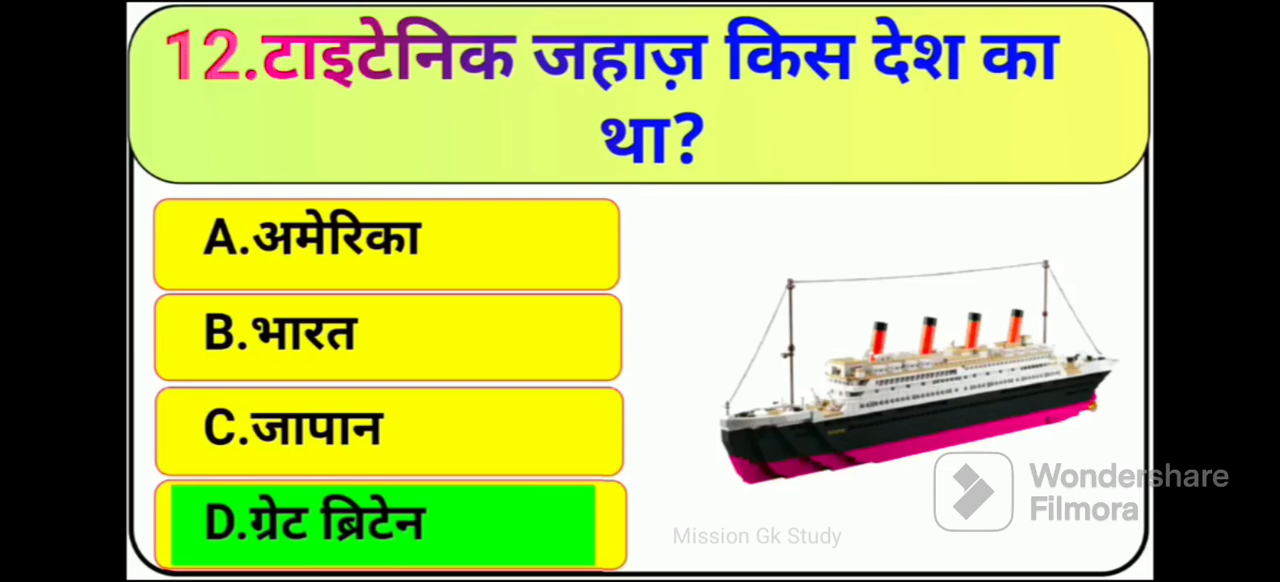 12.टाइटेनिक जहाज़ किस देश का
था?
A.अमेरिका
B.भारत
C.जापान
D.ग्रेट ब्रिटेन
Wondershare
Filmora
Mission Gk Study